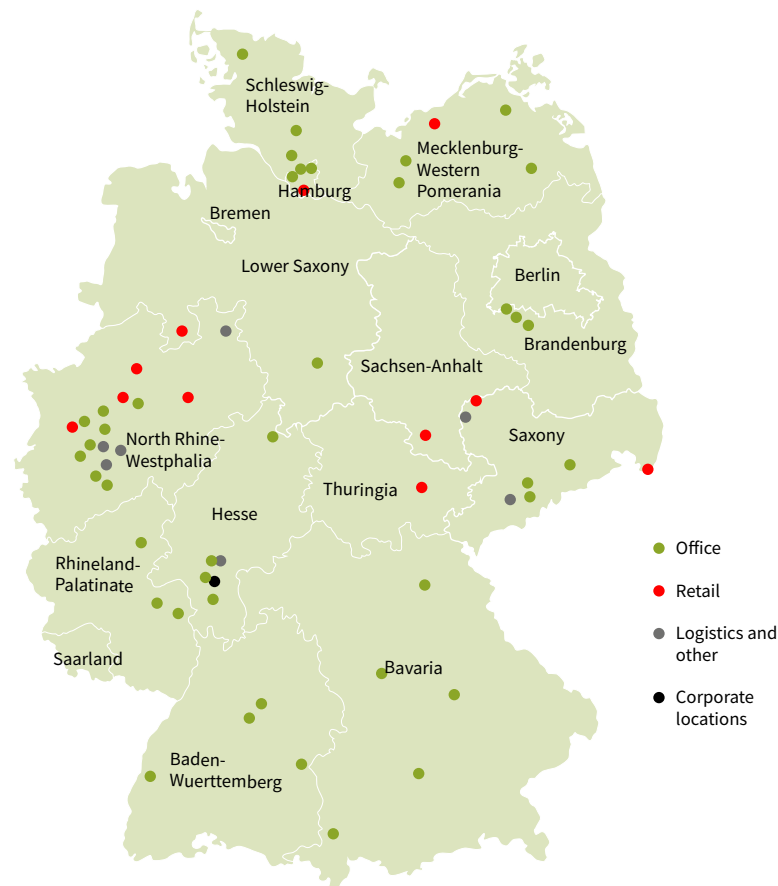 Schleswig-
Holstein
Mecklenburg-
Western
Pomerania
Hamburg
Bremen
Lower Saxony
Berlin
Brandenburg
Sachsen-Anhalt
North Rhine-
Westphalia
Saxony
Thuringia
Hesse
Rhineland-
Palatinate
Saarland
Bavaria
Baden-
Wuerttemberg
Office
Retail
Logistics and
other
Corporate
locations